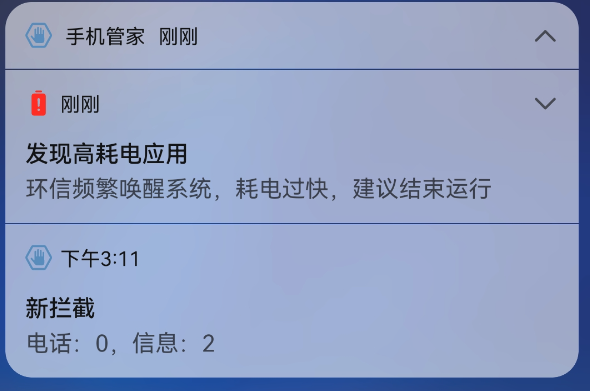 手机管家 刚刚
刚刚
发现高耗电应用
环信频繁唤醒系统，耗电过快，建议结束运行
下午3:11
新拦截
电话：0，信息：2